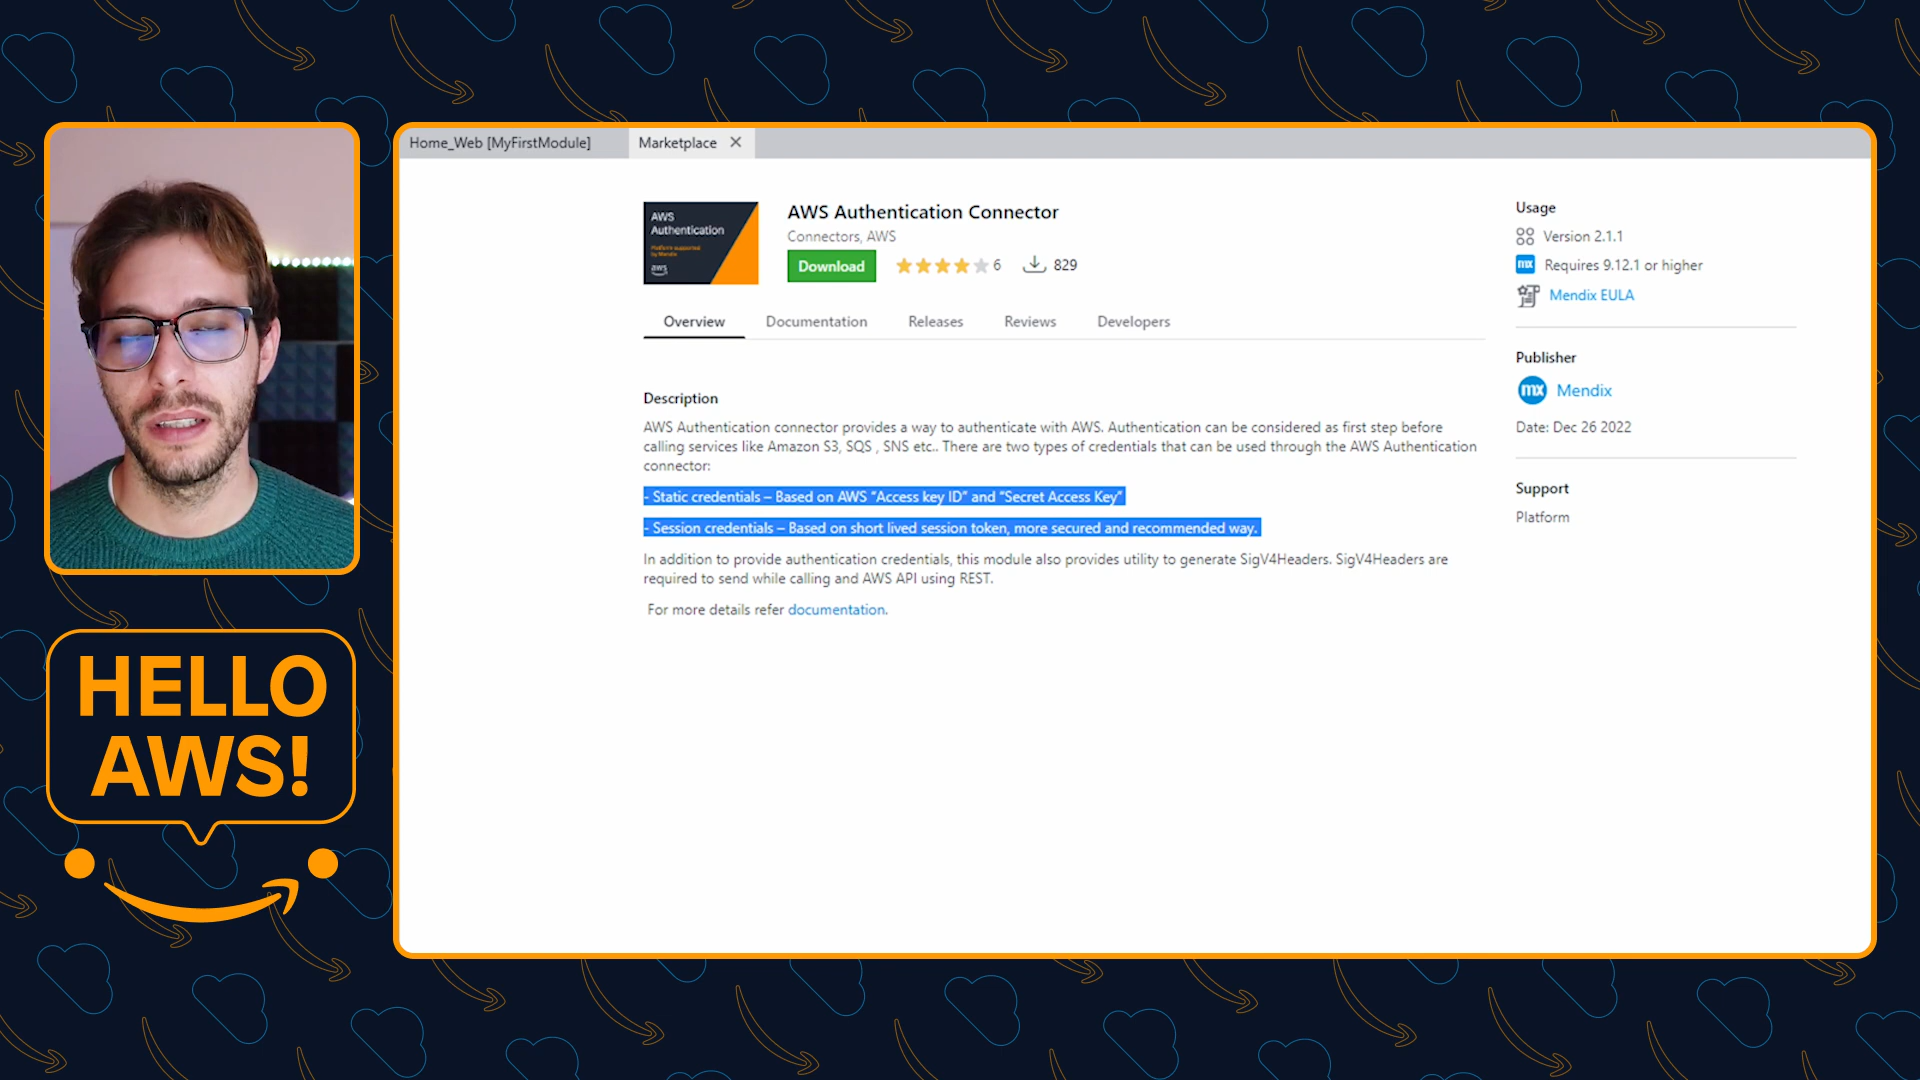 Home_Web [MyFirstModule]
Marketplace
AWS
Authentication
Platform supported
by Mendix
aws
AWS Authentication Connector
Connectors, AWS
Download
6
829
Overview
Documentation
Releases
Reviews
Developers
Description
AWS Authentication connector provides a way to authenticate with AWS. Authentication can be considered as first step before
calling services like Amazon S3, SQS , SNS etc.. There are two types of credentials that can be used through the AWS Authentication
connector:
- Static credentials – Based on AWS “Access key ID” and “Secret Access Key”
- Session credentials – Based on short lived session token, more secured and recommended way.
In addition to provide authentication credentials, this module also provides utility to generate SigV4Headers. SigV4Headers are
required to send while calling and AWS API using REST.
For more details refer documentation.
Usage
Version 2.1.1
mx
Requires 9.12.1 or higher
Mendix EULA
Publisher
mx
Mendix
Date: Dec 26 2022
Support
Platform
HELLO
AWS!